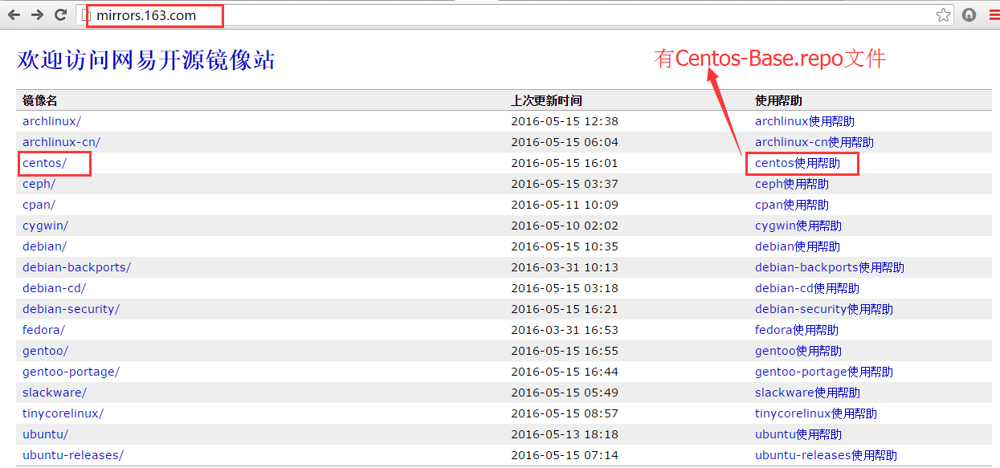 mirrors.163.com
欢迎访问网易开源镜像站
有Centos-Base.repo文件
镜像名 上次更新时间 使用帮助
archlinux/ 2016-05-15 12:38 archlinux使用帮助
archlinux-cn/ 2016-05-15 06:04 archlinux-cn使用帮助
centos/ 2016-05-15 16:01 centos使用帮助
ceph/ 2016-05-15 03:37 ceph使用帮助
cpan/ 2016-05-11 10:09 cpan使用帮助
cygwin/ 2016-05-10 02:02 cygwin使用帮助
debian/ 2016-05-15 10:35 debian使用帮助
debian-backports/ 2016-03-31 10:13 debian-backports使用帮助
debian-cd/ 2016-05-15 03:18 debian-cd使用帮助
debian-security/ 2016-05-15 16:21 debian-security使用帮助
fedora/ 2016-03-31 16:53 fedora使用帮助
gentoo/ 2016-05-15 16:55 gentoo使用帮助
gentoo-portage/ 2016-05-15 16:44 gentoo-portage使用帮助
slackware/ 2016-05-15 05:49 slackware使用帮助
tinycorelinux/ 2016-05-15 08:57 tinycorelinux使用帮助
ubuntu/ 2016-05-13 18:18 ubuntu使用帮助
ubuntu-releases/ 2016-05-15 07:14 ubuntu-releases使用帮助